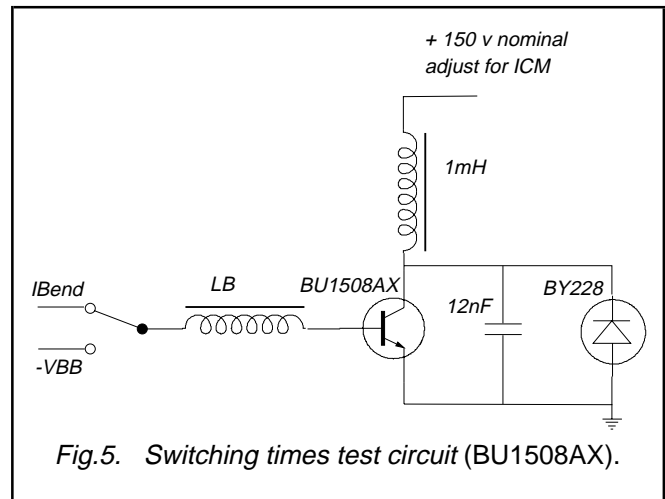 + 150 v nominal
adjust for ICM
1mH
LB
BU1508AX
IBend
12nF
BY228
-VBB
Fig.5. Switching times test circuit (BU1508AX).